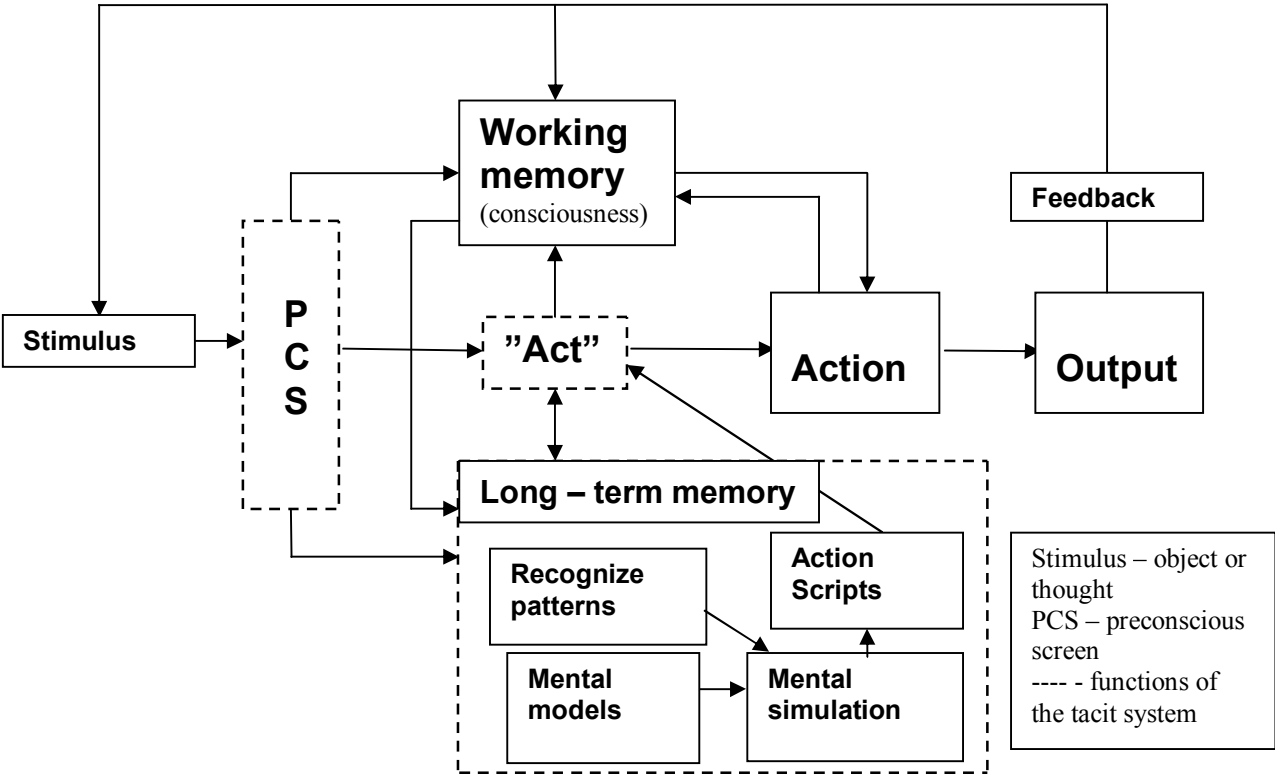 Working
memory
(consciousness)
Feedback
P
C
S
Stimulus
”Act”
Action
Output
Long – term memory
Recognize
patterns
Action
Scripts
Mental
models
Mental
simulation
Stimulus – object or
thought
PCS – preconscious
screen
---- - functions of
the tacit system